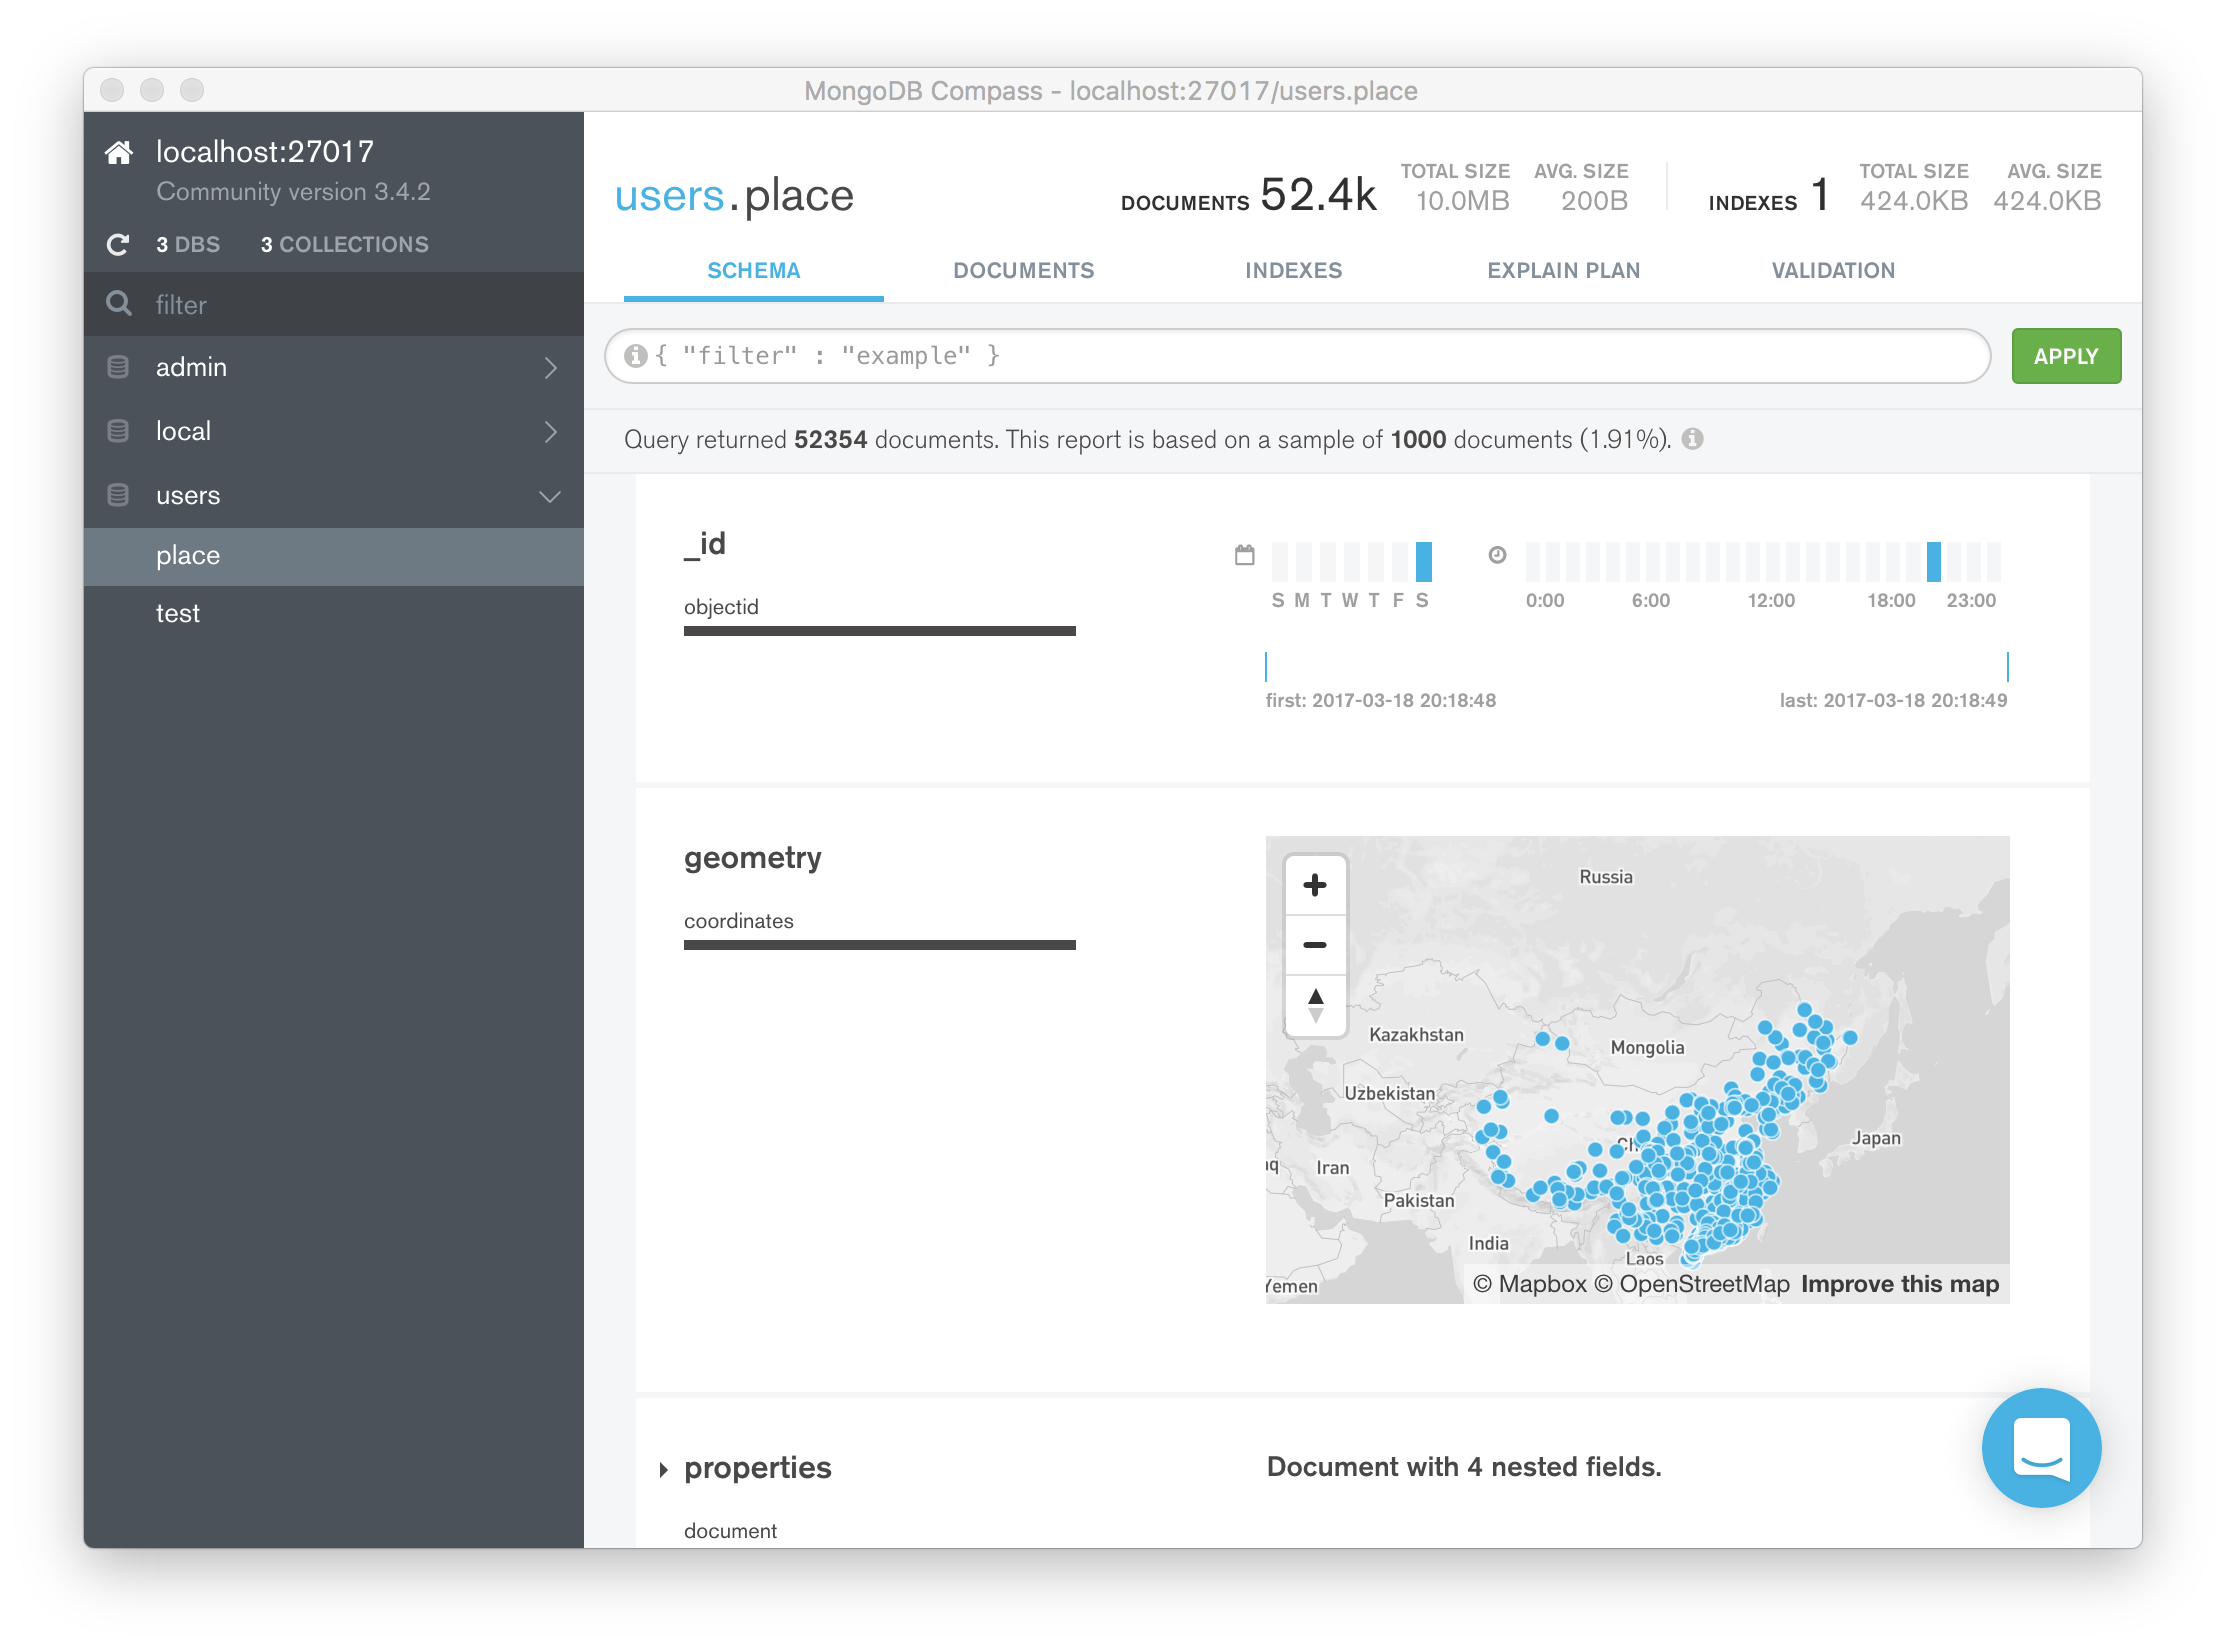 MongoDB Compass - localhost:27017/users.place
localhost:27017
Community version 3.4.2
3 DBS 3 COLLECTIONS
filter
admin
local
users
place
test
users.place
DOCUMENTS 52.4k
TOTAL SIZE AVG. SIZE
10.0MB 200B
INDEXES 1
TOTAL SIZE AVG. SIZE
424.0KB 424.0KB
SCHEMA DOCUMENTS INDEXES EXPLAIN PLAN VALIDATION
{ "filter" : "example" }
APPLY
Query returned 52354 documents. This report is based on a sample of 1000 documents (1.91%).
_id
objectid
S M T W T F S
0:00 6:00 12:00 18:00 23:00
first: 2017-03-18 20:18:48
last: 2017-03-18 20:18:49
geometry
coordinates
Russia
Kazakhstan
Mongolia
Uzbekistan
Japan
Iran
Pakistan
India
Laos
Yemen
© Mapbox © OpenStreetMap Improve this map
properties
Document with 4 nested fields.
document